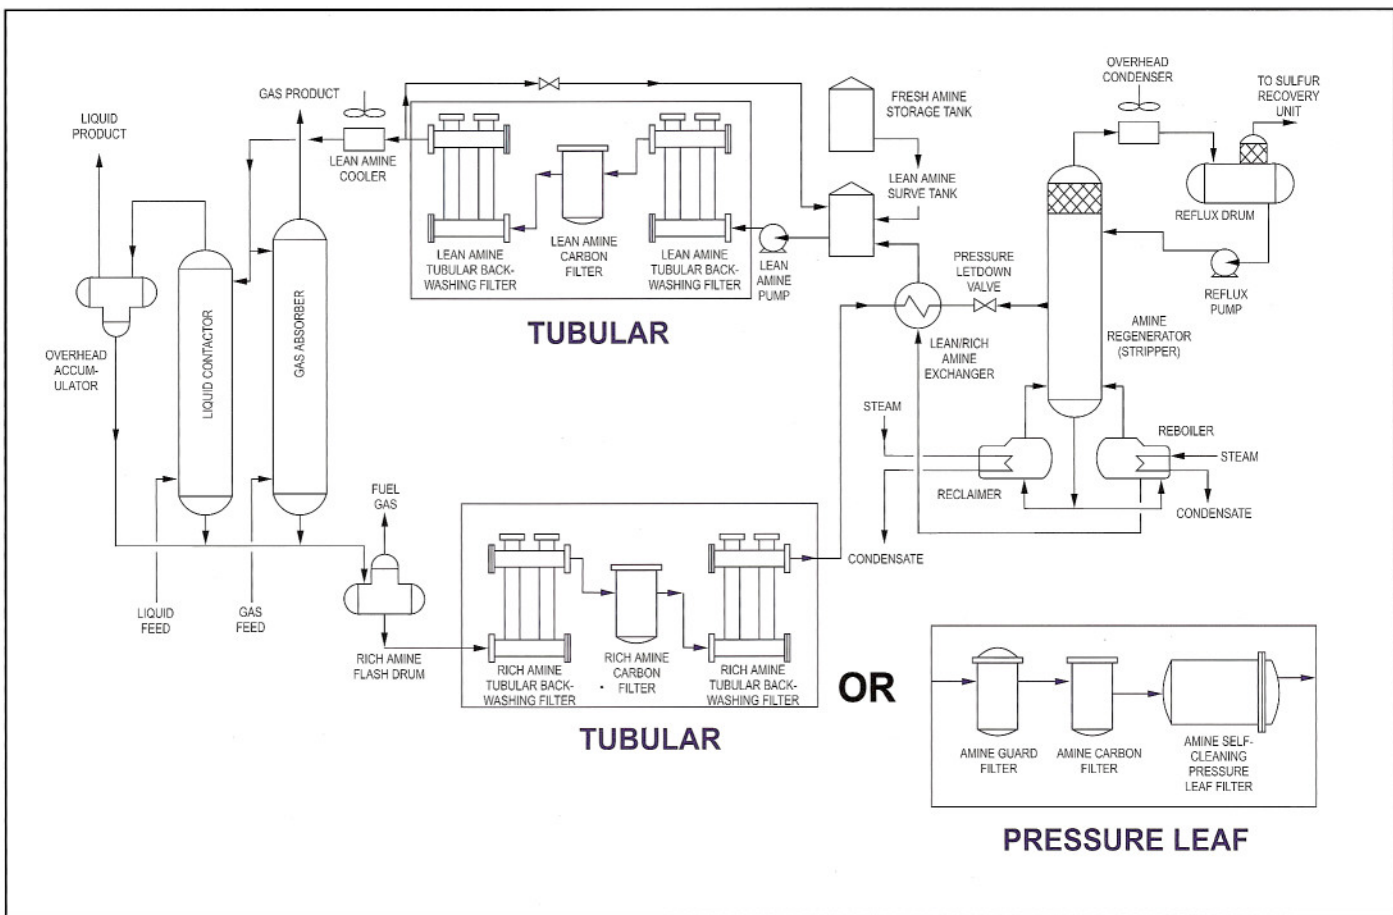 GAS PRODUCT
LIQUID
PRODUCT
LEAN AMINE
COOLER
OVERHEAD
ACCUM-
ULATOR
LIQUID CONTACTOR
GAS ABSORBER
LIQUID
FEED
GAS
FEED
LEAN AMINE
TUBULAR BACK-
WASHING FILTER
LEAN AMINE
CARBON
FILTER
LEAN AMINE
TUBULAR BACK-
WASHING FILTER
TUBULAR
LEAN
AMINE
PUMP
FRESH AMINE
STORAGE TANK
LEAN AMINE
SURVE TANK
OVERHEAD
CONDENSER
TO SULFUR
RECOVERY
UNIT
REFLUX DRUM
REFLUX
PUMP
PRESSURE
LETDOWN
VALVE
AMINE
REGENERATOR
(STRIPPER)
LEAN/RICH
AMINE
EXCHANGER
STEAM
RECLAIMER
CONDENSATE
REBOILER
STEAM
CONDENSATE
FUEL
GAS
RICH AMINE
FLASH DRUM
RICH AMINE
TUBULAR BACK-
WASHING FILTER
RICH AMINE
CARBON
FILTER
RICH AMINE
TUBULAR BACK-
WASHING FILTER
TUBULAR
OR
AMINE GUARD
FILTER
AMINE CARBON
FILTER
AMINE SELF-
CLEANING
PRESSURE
LEAF FILTER
PRESSURE LEAF